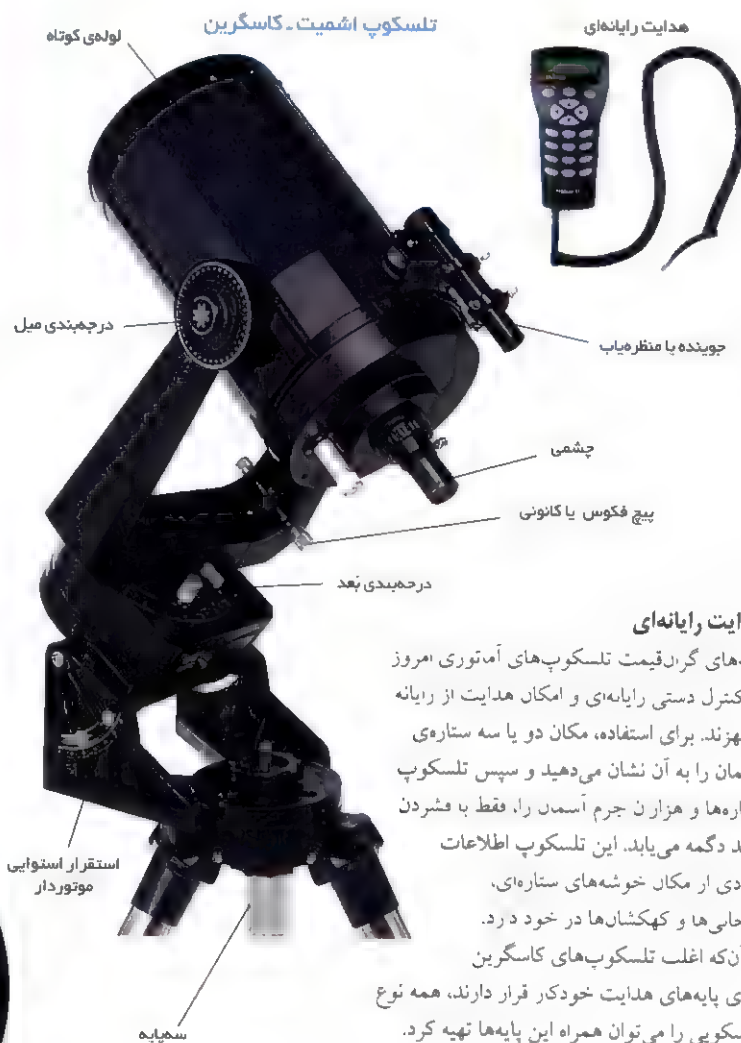 تلسکوپ اشمیت ـ کاسگرین
هدایت رایانه‌ای
لوله‌ی کوتاه
درجه‌بندی میل
جوینده یا منظره‌یاب
چشمی
پیچ فکوس یا کانونی
درجه‌بندی بُعد
استقرار استوایی
موتوردار
سه‌پایه
ایت رایانه‌ای
‌های گران‌قیمت تلسکوپ‌های آماتوری امروز
کنترل دستی رایانه‌ای و امکان هدایت از رایانه
هزند. برای استفاده، مکان دو یا سه ستاره‌ی
مان را به آن نشان می‌دهید و سپس تلسکوپ
اره‌ها و هزاران جرم آسمان را، فقط با فشردن
د دگمه می‌یابد. این تلسکوپ اطلاعات
دی از مکان خوشه‌های ستاره‌ای،
حابی‌ها و کهکشان‌ها در خود دارد.
آن‌که اغلب تلسکوپ‌های کاسگرین
ی پایه‌های هدایت خودکار قرار دارند، همه نوع
سکوپی را می‌توان همراه این پایه‌ها تهیه کرد.